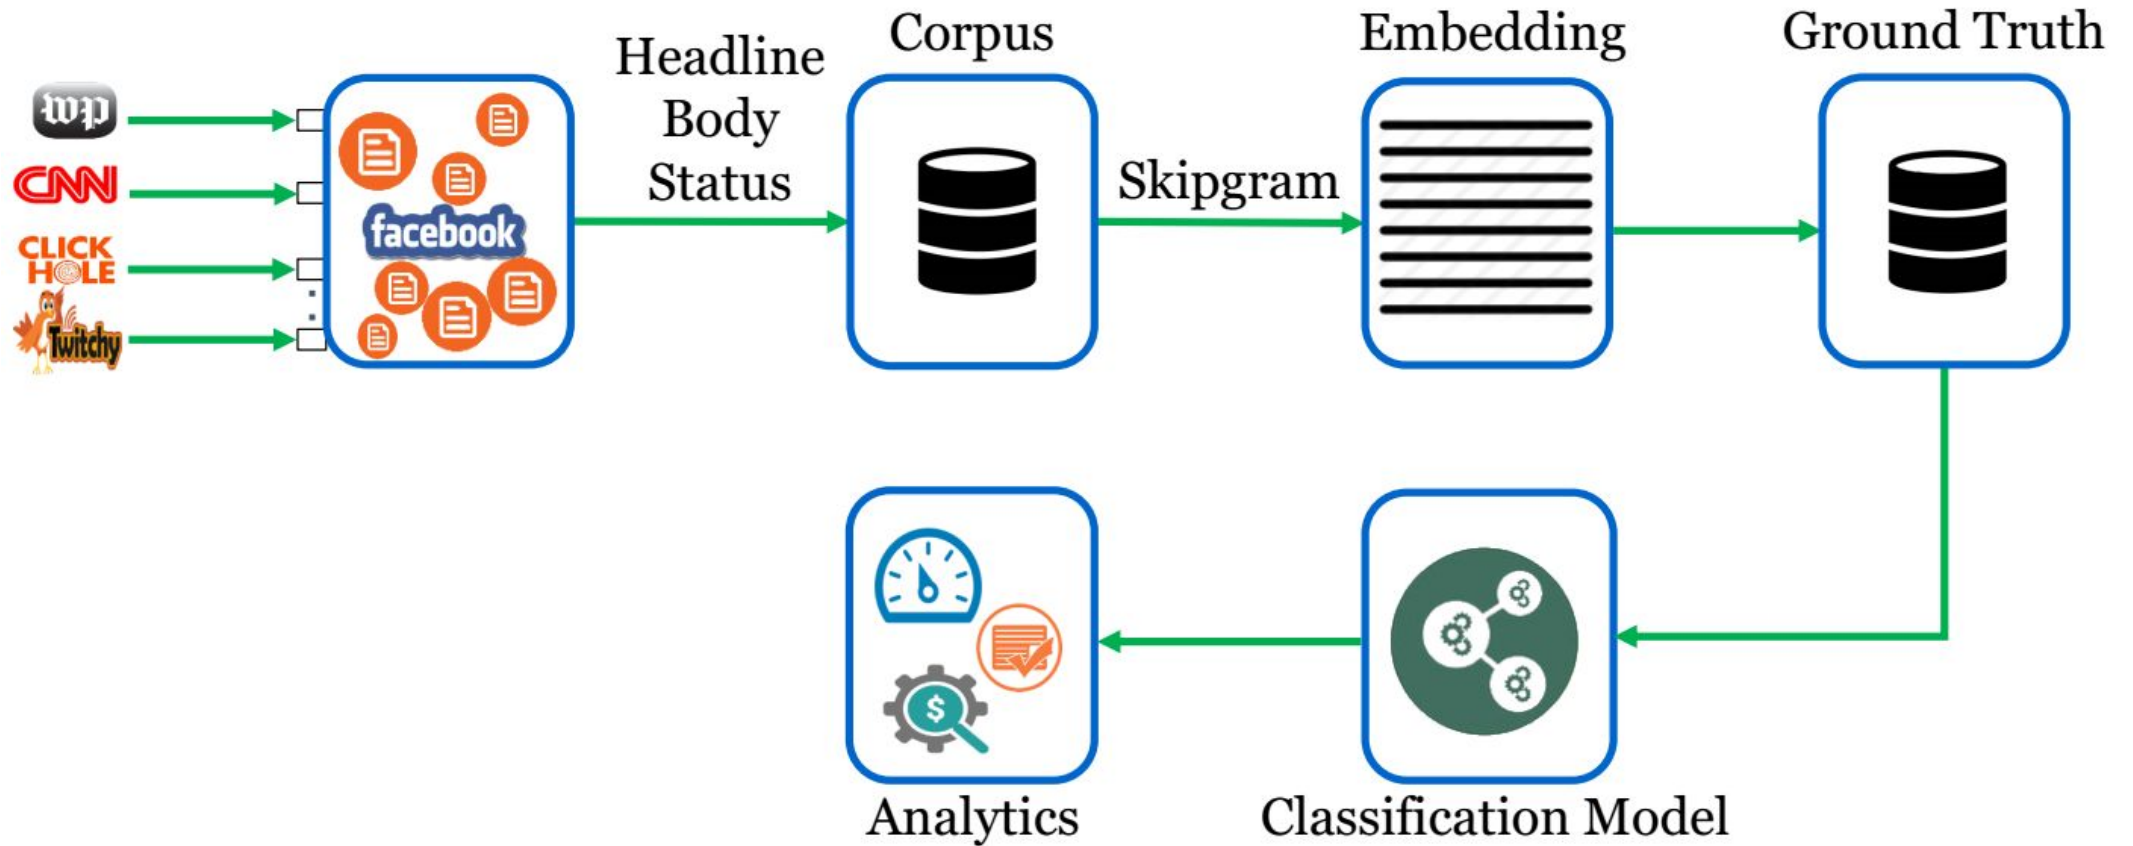 wp
CNN
CLICK
HOLE
Twitchy
facebook
Headline
Body
Status
Corpus
Skipgram
Embedding
Ground Truth
$
Analytics
Classification Model